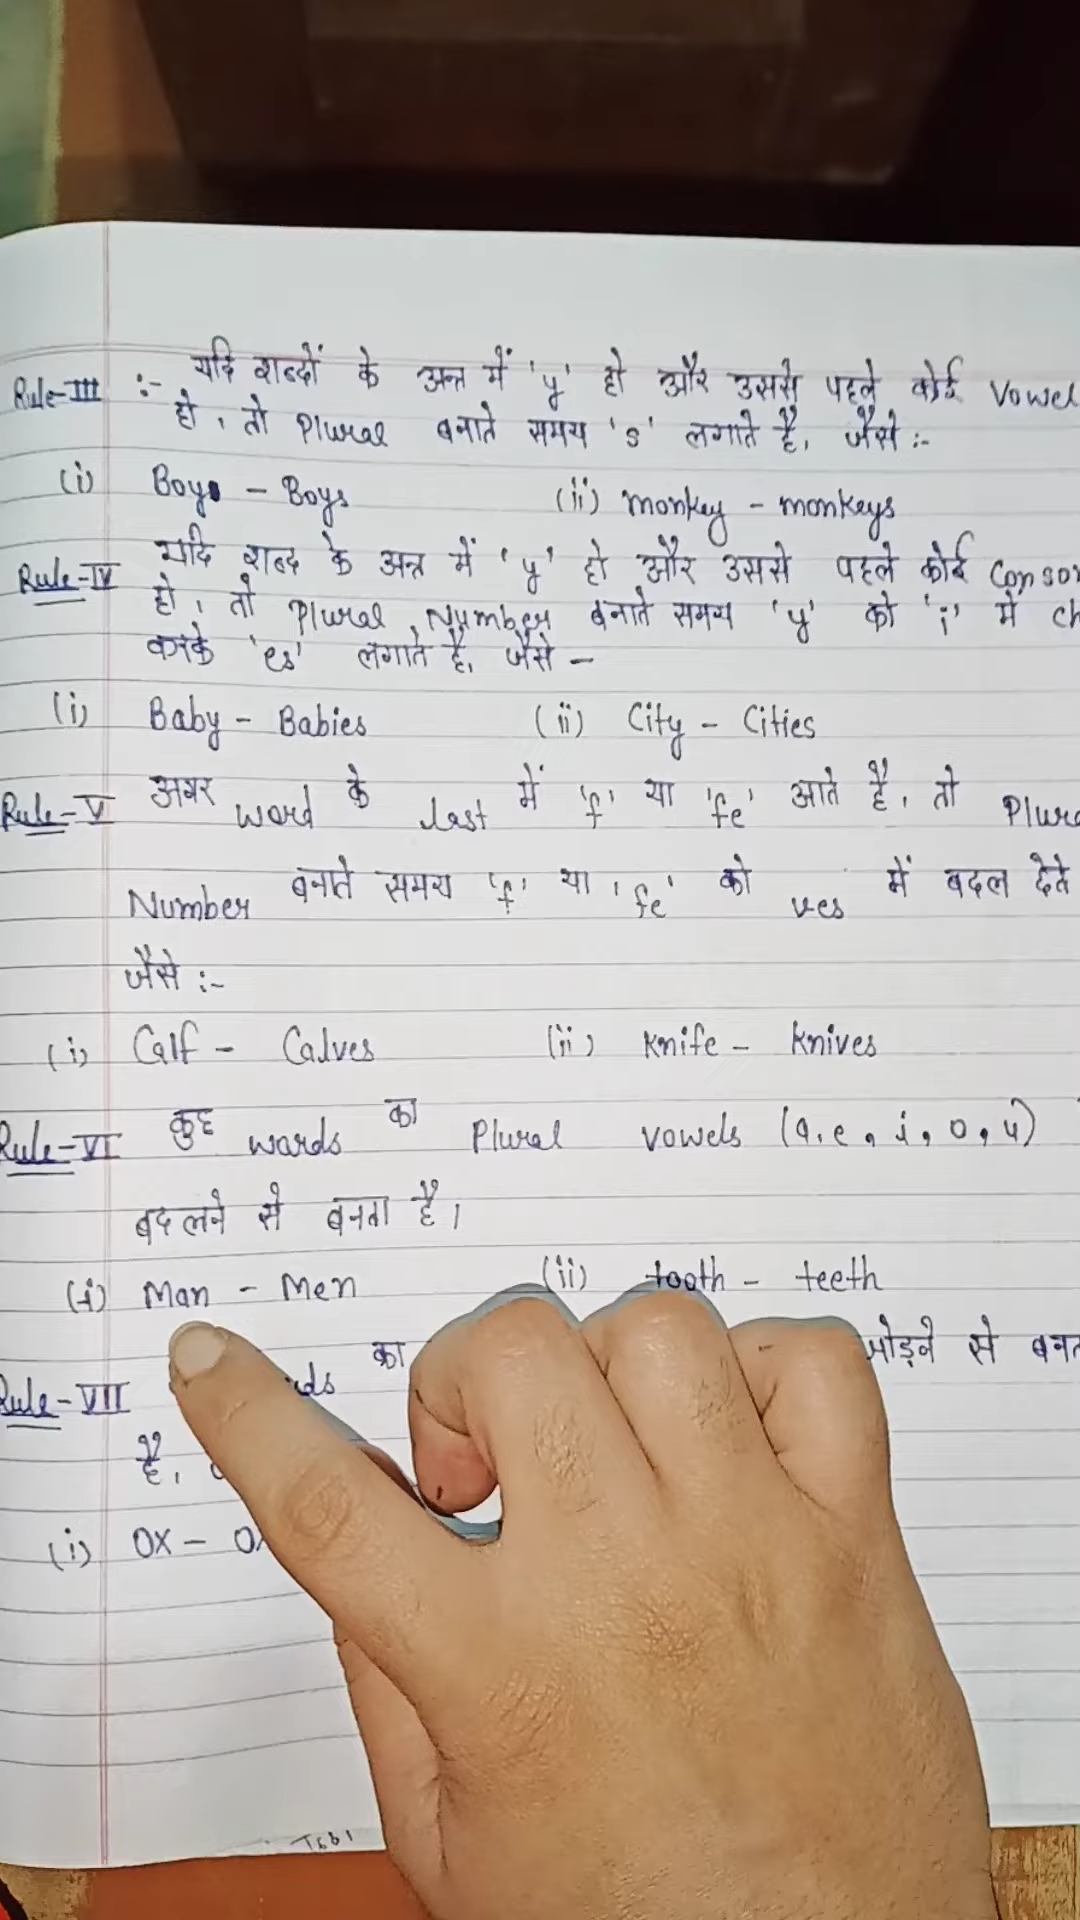 Rule-III :- यदि शब्दों के अन्त में 'y' हो और उससे पहले कोई Vowel
हो, तो Plural बनाते समय 's' लगाते है, जैसे :-
(i) Boy - Boys (ii) monkey - monkeys
Rule-IV यदि शब्द के अन्त में 'y' हो और उससे पहले कोई
हो, तो Plural Number बनाते समय 'y' को 'i' में
करके 'es' लगाते है, जैसे -
(i) Baby - Babies (ii) City - Cities
Rule-V अगर word के last में 'f' या 'fe' आते है, तो
Number बनाते समय 'f' या 'fe' को ves में बदल देते
जैसे :-
(i) Calf - Calves (ii) Knife - Knives
Rule-VI कुछ words का Plural vowels (a, e, i, o, u)
बदलने से बनता है।
(i) Man - Men (ii) tooth - teeth
Rule-VII का जोड़ने से
है,
(i) OX -